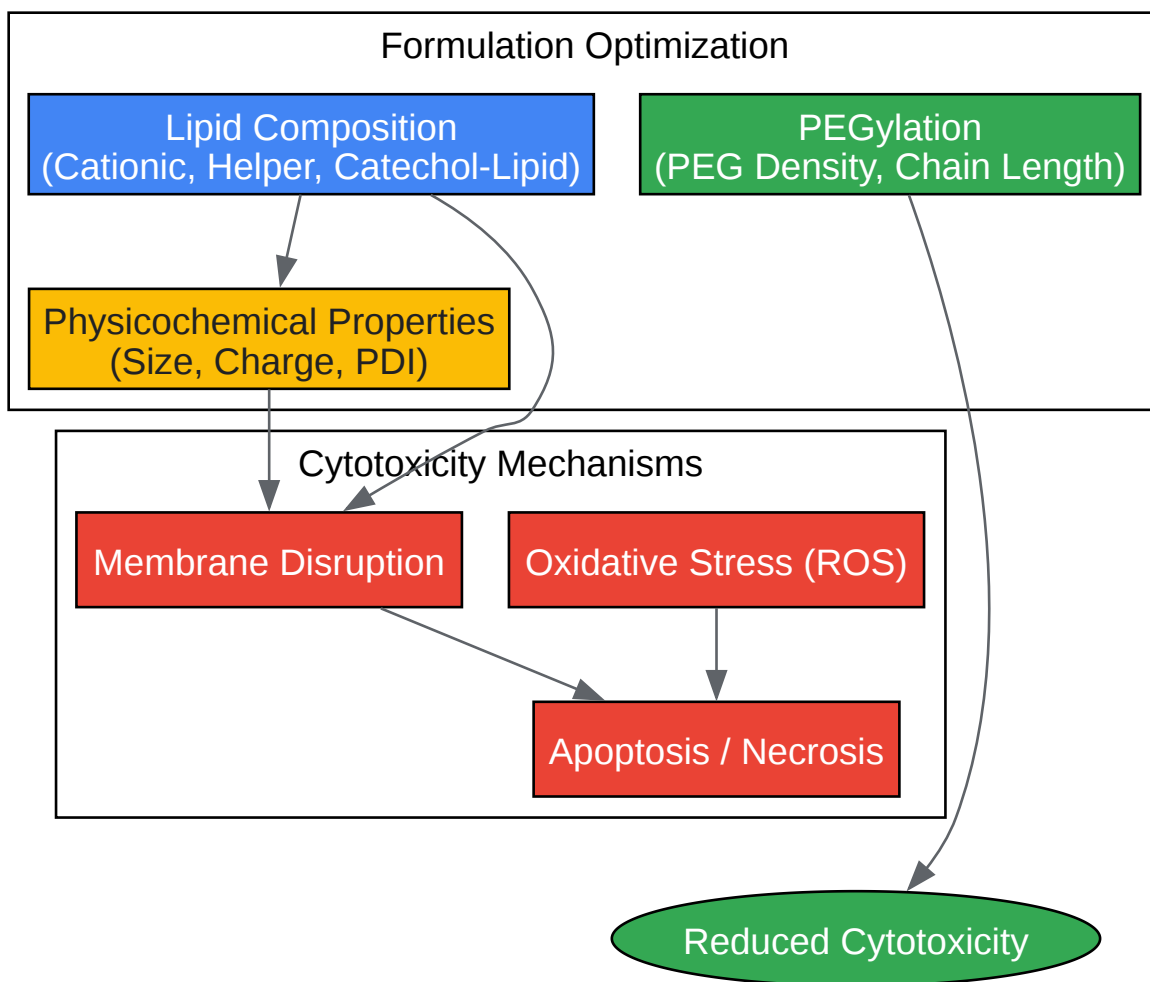 Formulation Optimization
Lipid Composition
(Cationic, Helper, Catechol-Lipid)
PEGylation
(PEG Density, Chain Length)
Physicochemical Properties
(Size, Charge, PDI)
Cytotoxicity Mechanisms
Membrane Disruption
Oxidative Stress (ROS)
Apoptosis / Necrosis
Reduced Cytotoxicity